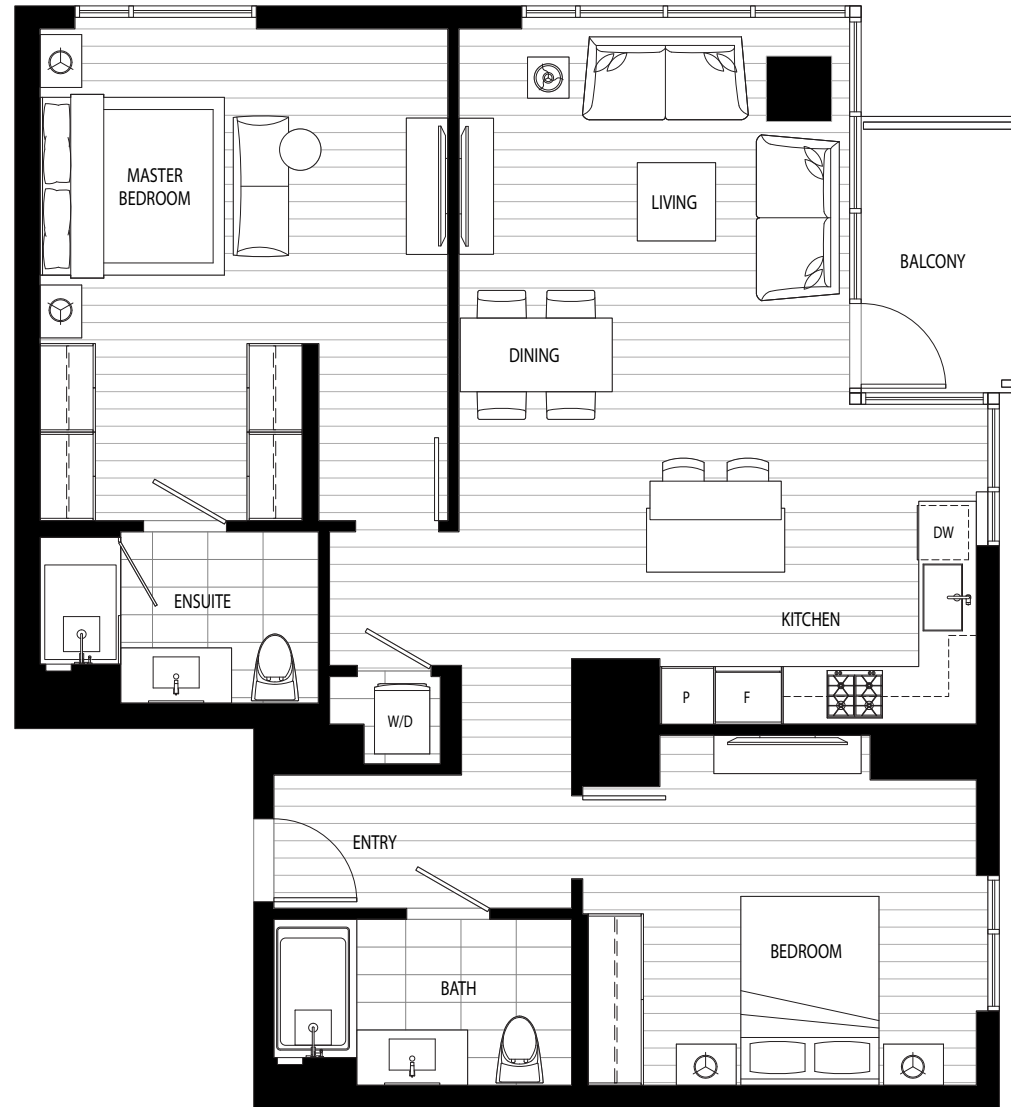 MASTER
BEDROOM
LIVING
BALCONY
DINING
DW
ENSUITE
KITCHEN
P
F
W/D
ENTRY
BEDROOM
BATH